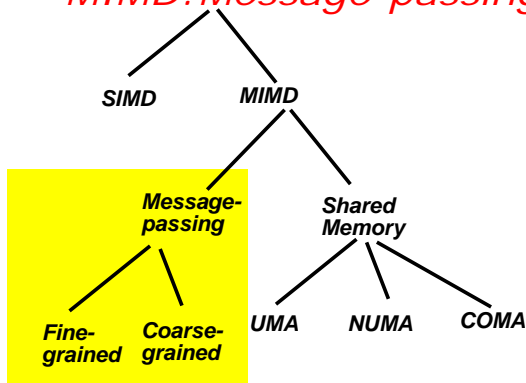 MIMD:Message-passing
SIMD MIMD
Message-
passing
Shared
Memory
Fine-
grained
Coarse-
grained
UMA NUMA COMA